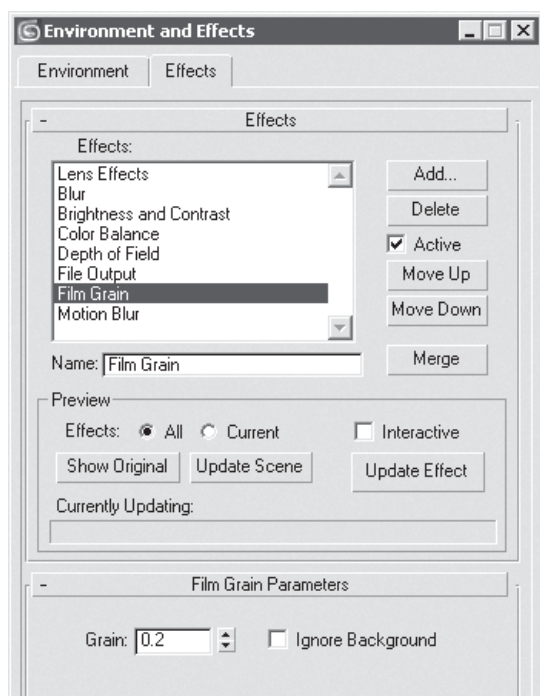 Environment and Effects
Environment Effects
- Effects
Effects:
Lens Effects
Blur
Brightness and Contrast
Color Balance
Depth of Field
File Output
Film Grain
Motion Blur
Add...
Delete
Active
Move Up
Move Down
Name: Film Grain
Merge
Preview
Effects: All Current Interactive
Show Original Update Scene Update Effect
Currently Updating:
- Film Grain Parameters
Grain: 0.2 Ignore Background